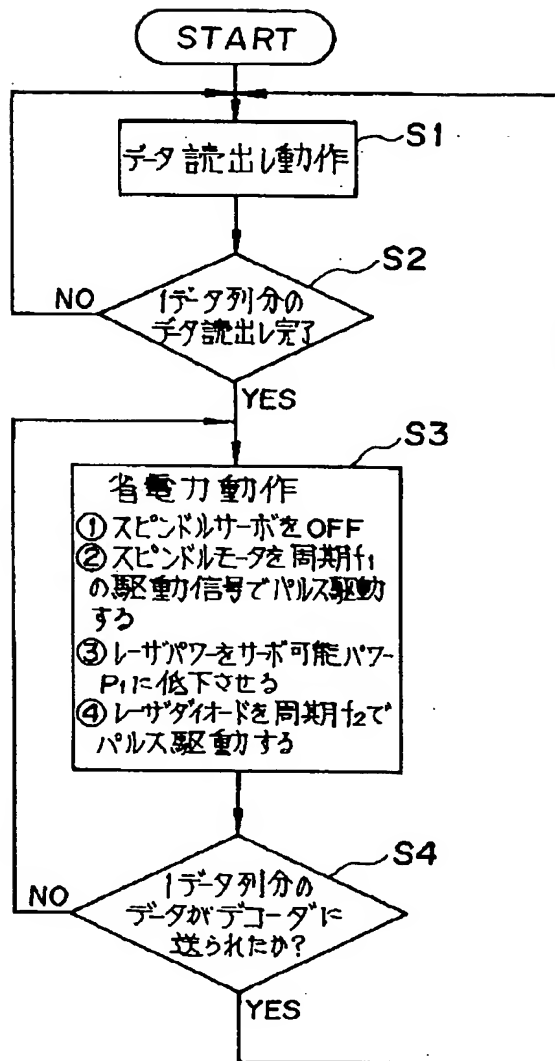 START
データ読出し動作
S1
S2
1データ列分の
データ読出し完了
NO
YES
S3
省電力動作
①スピンドルサーボをOFF
②スピンドルモータを周期f₁
の駆動信号でパルス駆動
する
③レーザパワーをサーボ可能パワー
P₁に低下させる
④レーザダイオードを周期f₂で
パルス駆動する
S4
1データ列分の
データがデコーダに
送られたか?
NO
YES